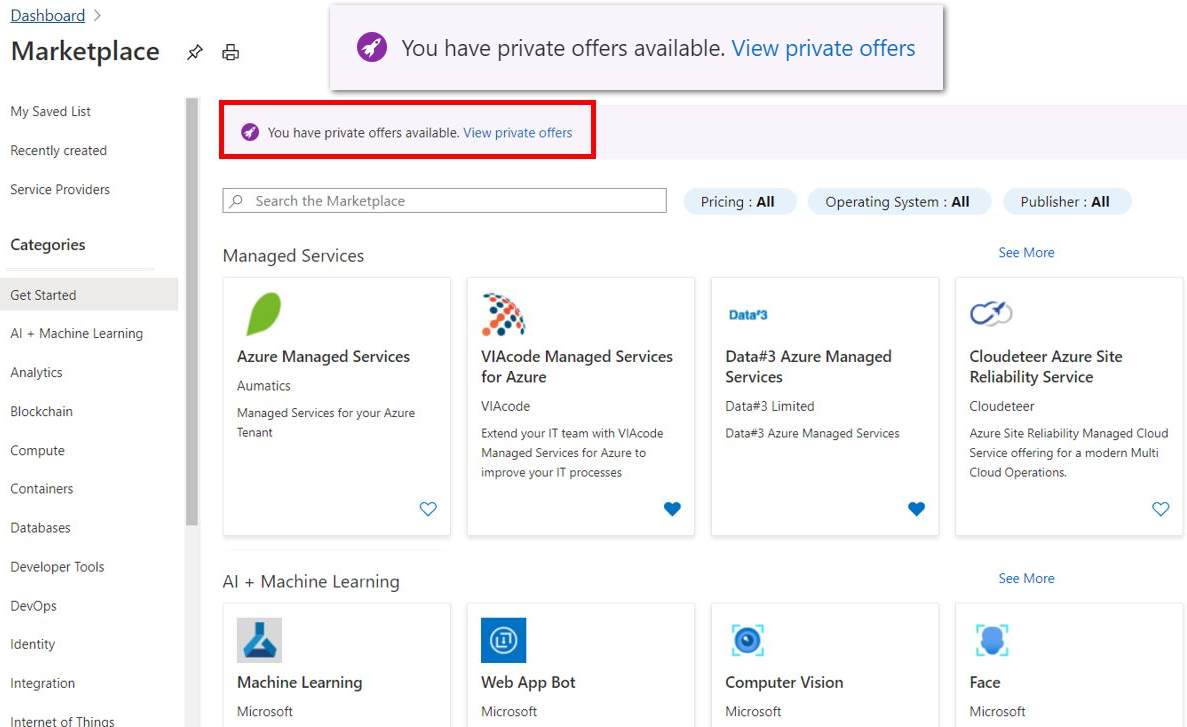 Dashboard
Marketplace
You have private offers available. View private offers
My Saved List
Recently created
Service Providers
Categories
Get Started
AI + Machine Learning
Analytics
Blockchain
Compute
Containers
Databases
Developer Tools
DevOps
Identity
Integration
Internet of Things
You have private offers available. View private offers
Search the Marketplace
Pricing : All
Operating System : All
Publisher : All
Managed Services
See More
Azure Managed Services
Aumatics
Managed Services for your Azure
Tenant
VIAcode Managed Services
for Azure
VIAcode
Extend your IT team with VIAcode
Managed Services for Azure to
improve your IT processes
Data#3
Data#3 Azure Managed
Services
Data#3 Limited
Data#3 Azure Managed Services
Cloudeteer Azure Site
Reliability Service
Cloudeteer
Azure Site Reliability Managed Cloud
Service offering for a modern Multi
Cloud Operations.
AI + Machine Learning
See More
Machine Learning
Microsoft
Web App Bot
Microsoft
Computer Vision
Microsoft
Face
Microsoft